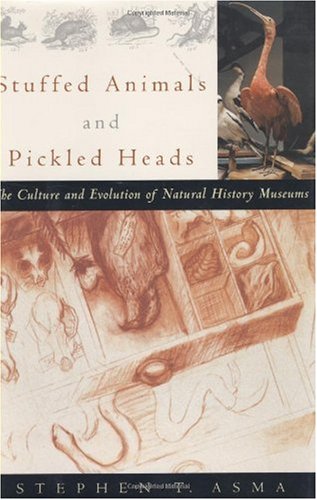 Stuffed Animals
and
Pickled Heads
The Culture and Evolution of Natural History Museums
STEPHEN T. ASMA